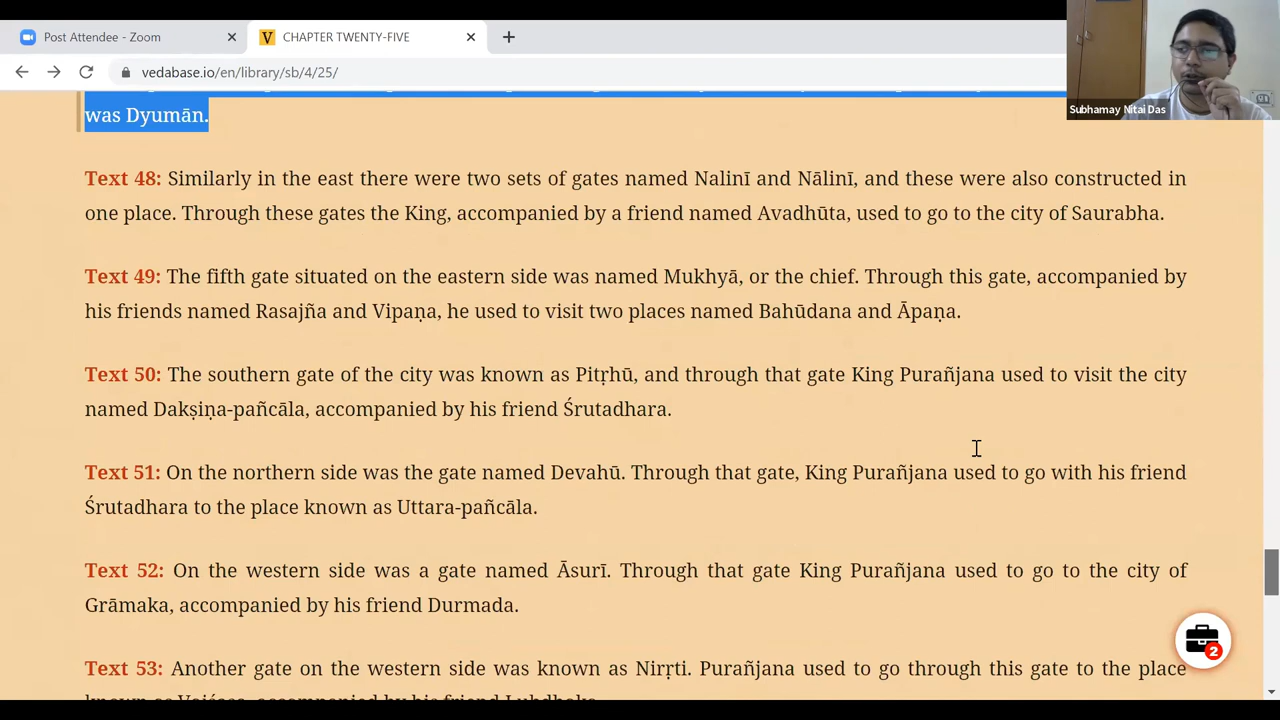 Post Attendee - Zoom
CHAPTER TWENTY-FIVE
vedabase.io/en/library/sb/4/25/
Subhamay Nitai Das
was Dyumān.
Text 48: Similarly in the east there were two sets of gates named Nalinī and Nālinī, and these were also constructed in
one place. Through these gates the King, accompanied by a friend named Avadhūta, used to go to the city of Saurabha.
Text 49: The fifth gate situated on the eastern side was named Mukhyā, or the chief. Through this gate, accompanied by
his friends named Rasajña and Vipaṇa, he used to visit two places named Bahūdana and Āpaṇa.
Text 50: The southern gate of the city was known as Pitṛhū, and through that gate King Purañjana used to visit the city
named Dakṣiṇa-pañcāla, accompanied by his friend Śrutadhara.
Text 51: On the northern side was the gate named Devahū. Through that gate, King Purañjana used to go with his friend
Śrutadhara to the place known as Uttara-pañcāla.
Text 52: On the western side was a gate named Āsurī. Through that gate King Purañjana used to go to the city of
Grāmaka, accompanied by his friend Durmada.
2
Text 53: Another gate on the western side was known as Nirṛti. Purañjana used to go through this gate to the place
known as Vaiśasa, accompanied by his friend Lubdhaka.